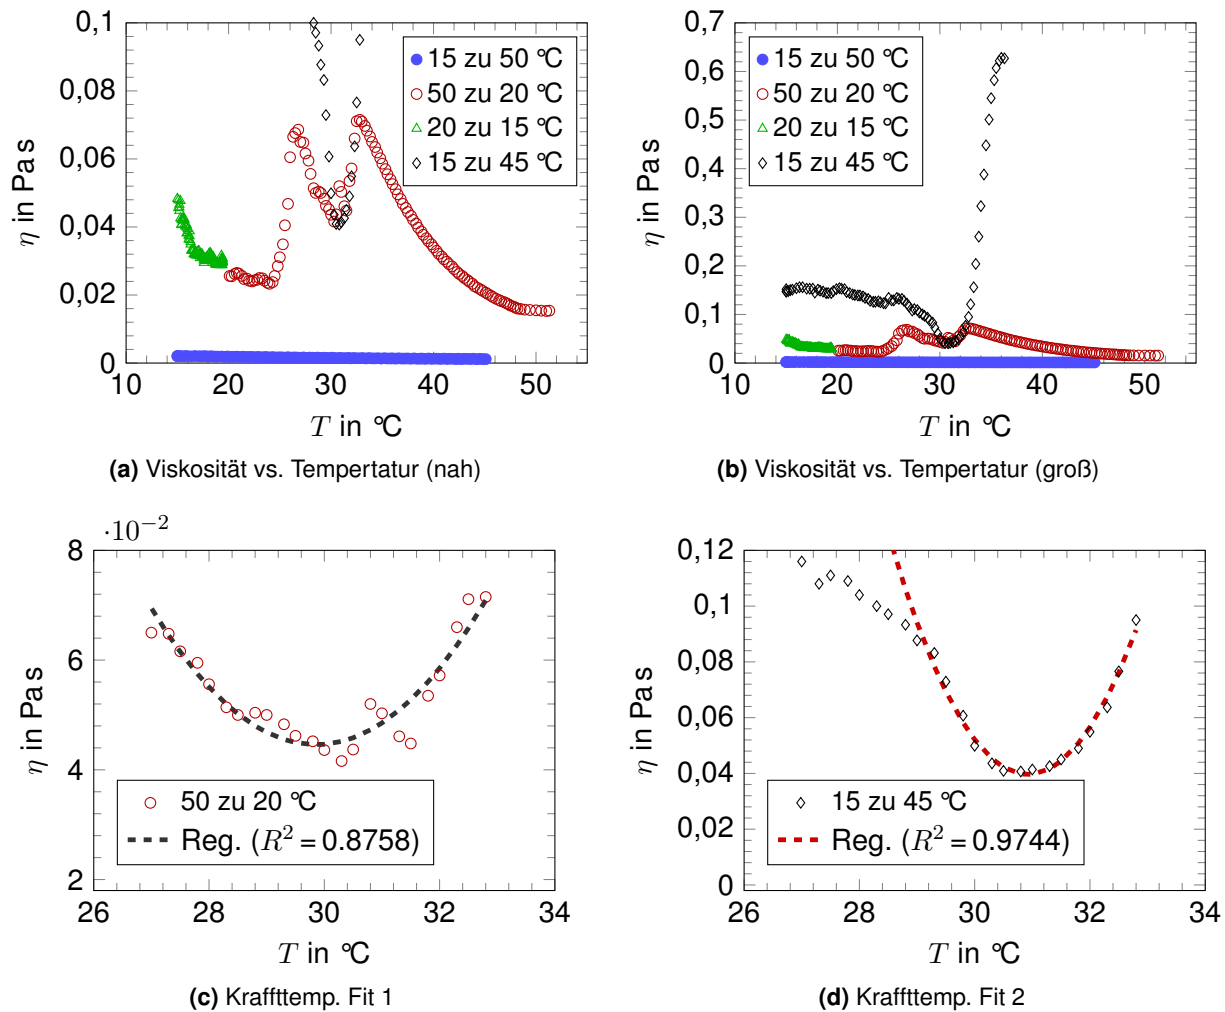 0,1
0,08
0,06
0,04
0,02
0
10 20 30 40 50
η in Pa s
T in °C
15 zu 50 °C
50 zu 20 °C
20 zu 15 °C
15 zu 45 °C
(a) Viskosität vs. Tempertatur (nah)
0,7
0,6
0,5
0,4
0,3
0,2
0,1
0
10 20 30 40 50
η in Pa s
T in °C
15 zu 50 °C
50 zu 20 °C
20 zu 15 °C
15 zu 45 °C
(b) Viskosität vs. Tempertatur (groß)
·10⁻²
8
6
4
2
26 28 30 32 34
η in Pa s
T in °C
50 zu 20 °C
Reg. (R² = 0.8758)
(c) Kraffttemp. Fit 1
0,12
0,1
0,08
0,06
0,04
0,02
0
26 28 30 32 34
η in Pa s
T in °C
15 zu 45 °C
Reg. (R² = 0.9744)
(d) Kraffttemp. Fit 2